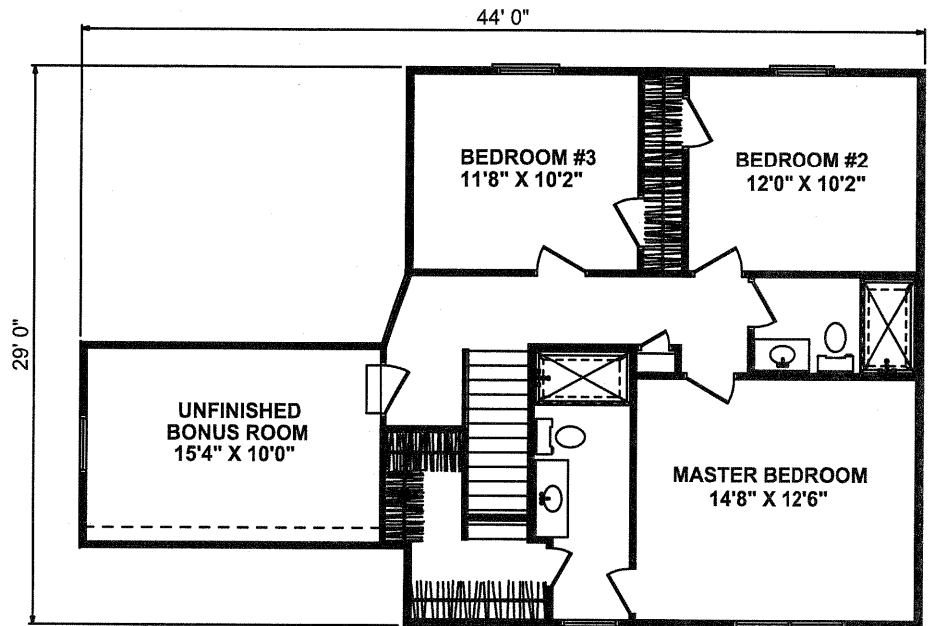 44' 0"
29' 0"
BEDROOM #3
11'8" X 10'2"
BEDROOM #2
12'0" X 10'2"
UNFINISHED
BONUS ROOM
15'4" X 10'0"
MASTER BEDROOM
14'8" X 12'6"